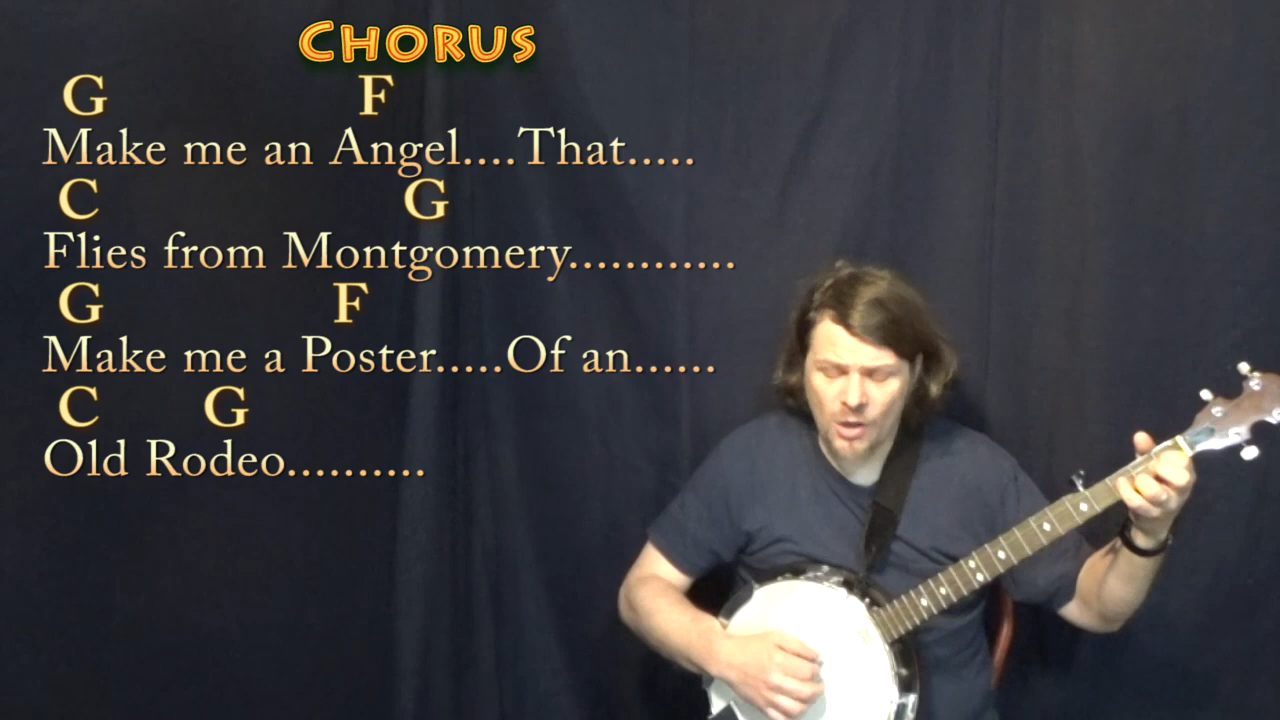 CHORUS
G F
Make me an Angel....That.....
C G
Flies from Montgomery............
G F
Make me a Poster.....Of an......
C G
Old Rodeo..........